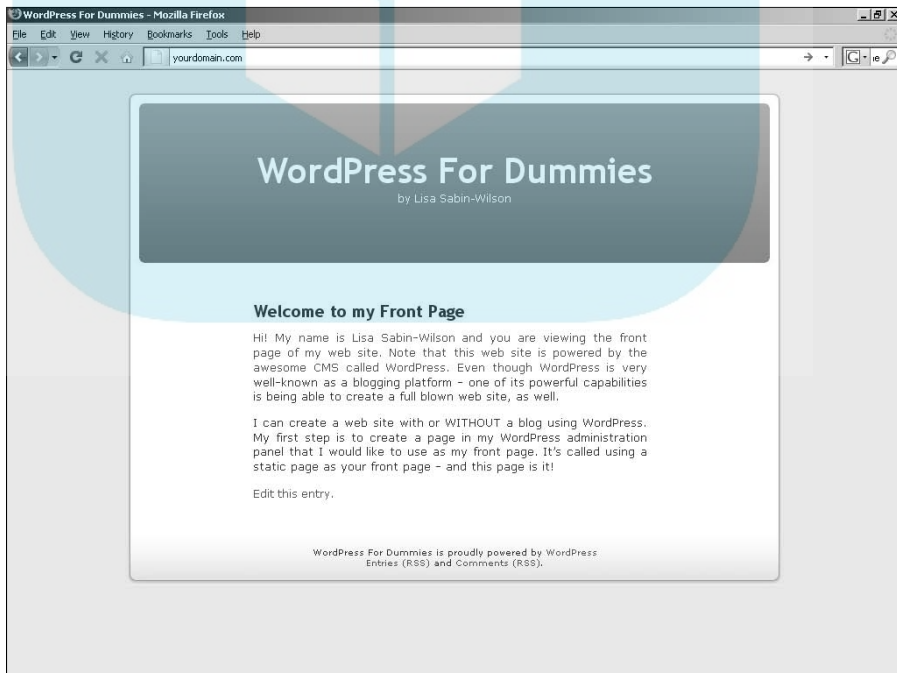 WordPress For Dummies - Mozilla Firefox
File Edit View History Bookmarks Tools Help
yourdomain.com
WordPress For Dummies
by Lisa Sabin-Wilson
Welcome to my Front Page
Hi! My name is Lisa Sabin-Wilson and you are viewing the front
page of my web site. Note that this web site is powered by the
awesome CMS called WordPress. Even though WordPress is very
well-known as a blogging platform – one of its powerful capabilities
is being able to create a full blown web site, as well.
I can create a web site with or WITHOUT a blog using WordPress.
My first step is to create a page in my WordPress administration
panel that I would like to use as my front page. It's called using a
static page as your front page – and this page is it!
Edit this entry.
WordPress For Dummies is proudly powered by WordPress
Entries (RSS) and Comments (RSS).